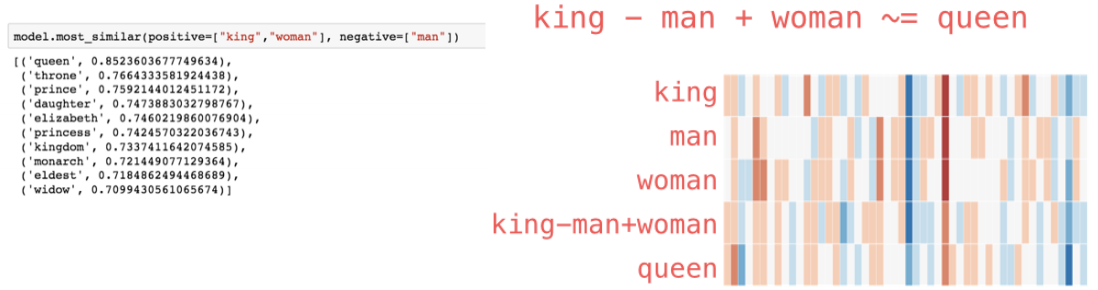 model.most_similar(positive=["king","woman"], negative=["man"])
[('queen', 0.8523603677749634),
('throne', 0.7664333581924438),
('prince', 0.7592144012451172),
('daughter', 0.7473883032798767),
('elizabeth', 0.7460219860076904),
('princess', 0.7424570322036743),
('kingdom', 0.7337411642074585),
('monarch', 0.721449077129364),
('eldest', 0.7184862494468689),
('widow', 0.7099430561065674)]
king − man + woman ~= queen
king
man
woman
king-man+woman
queen